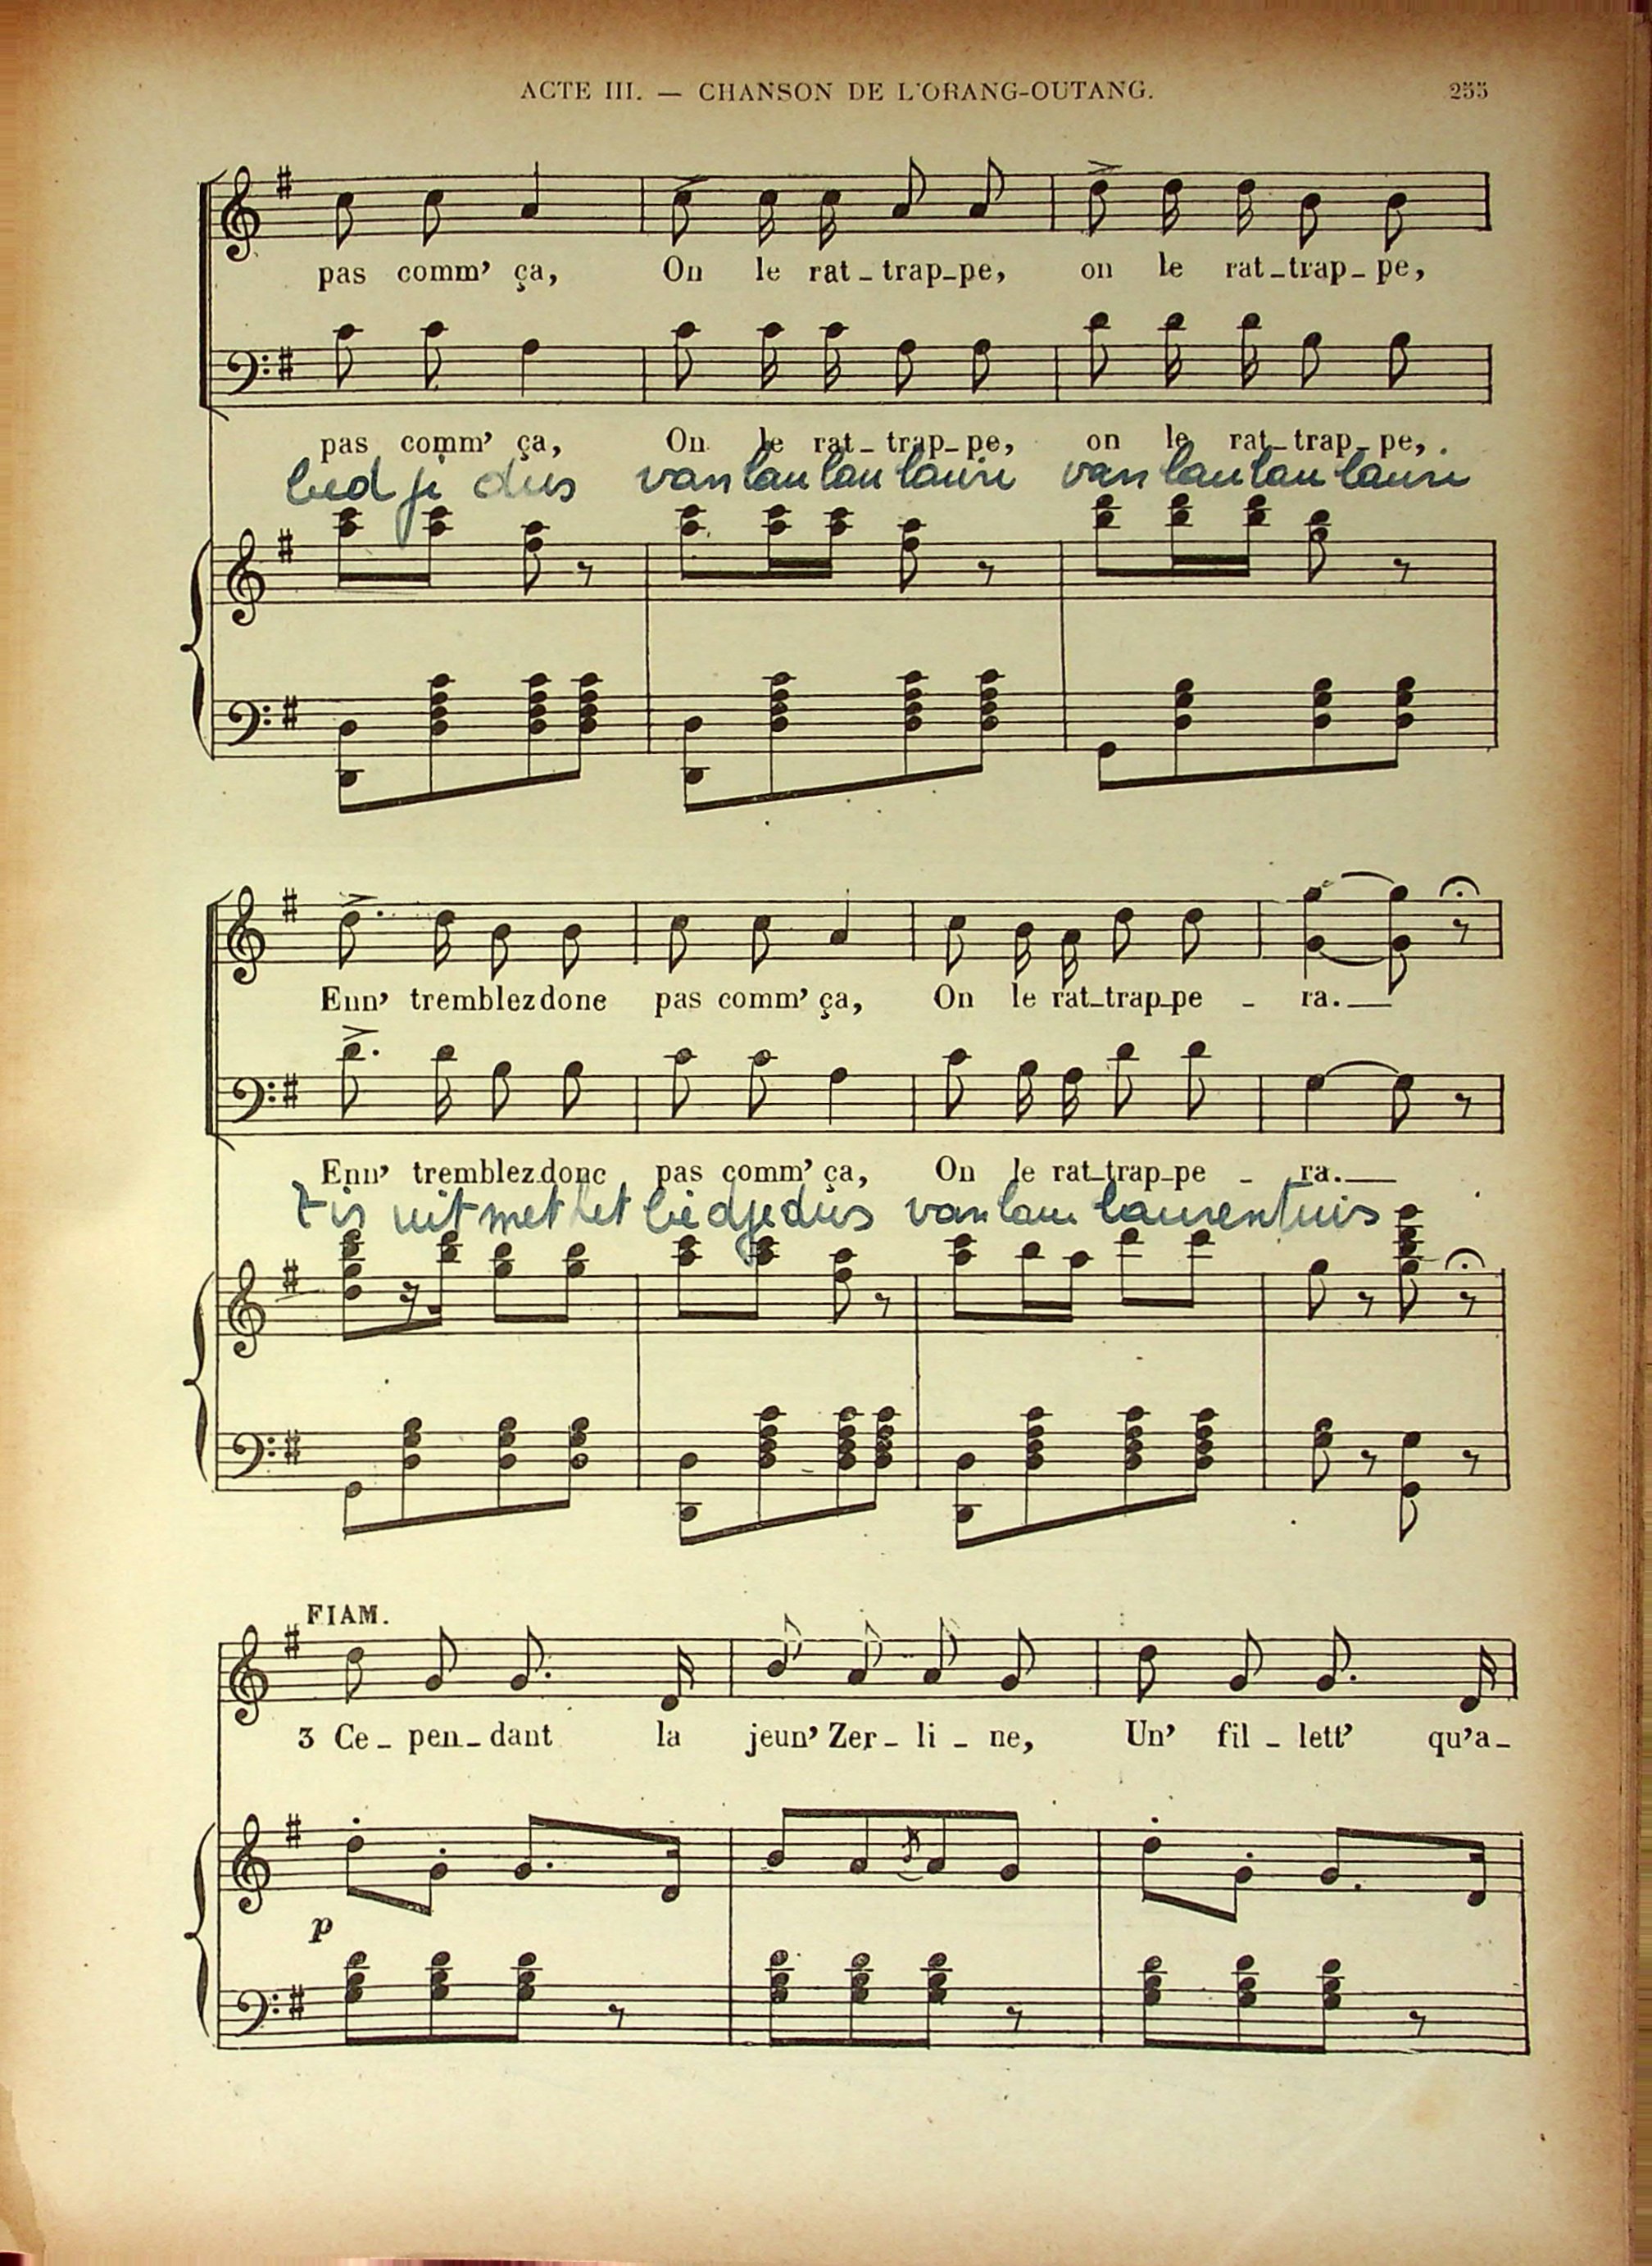 ACTE III. — CHANSON DE L'ORANG-OUTANG. 255
pas comm' ça, On le rat_trap_pe, on le rat_trap_pe,
pas comm' ça, On le rat_trap_pe, on le rat_trap_pe,
liedje dus van lau lau lauri van lau lau lauri
Enn' tremblez donc pas comm' ça, On le rat_trap_pe _ ra.
Enn' tremblez donc pas comm' ça, On le rat_trap_pe _ ra.
t is uit met het liedje dus van lau laurentuis
FIAM.
3 Ce_pen_dant la jeun' Zer_li_ne, Un' fil_lett' qu'a_
p